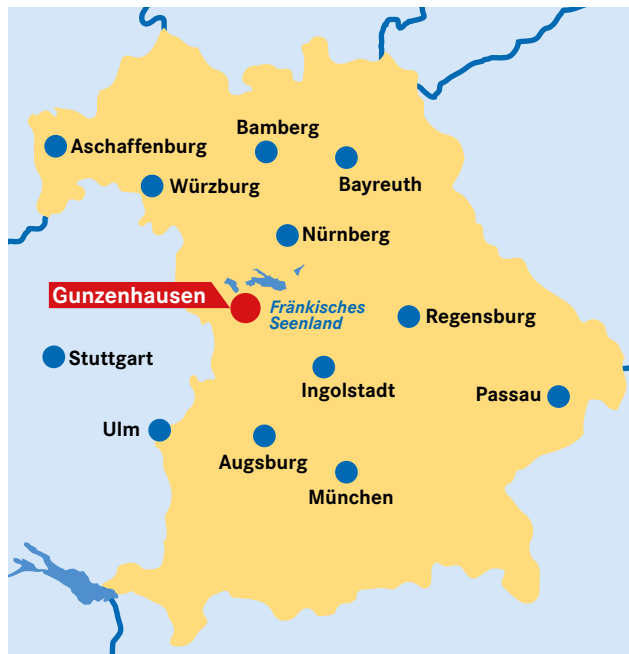 Bamberg
Aschaffenburg
Bayreuth
Würzburg
Nürnberg
Gunzenhausen
Fränkisches
Seenland
Regensburg
Stuttgart
Ingolstadt
Passau
Ulm
Augsburg
München